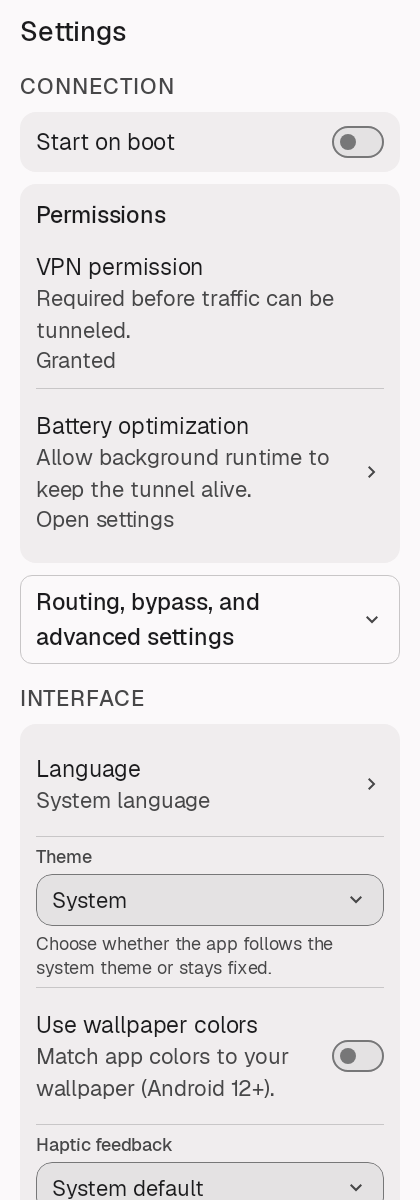 Settings
CONNECTION
Start on boot
Permissions
VPN permission
Required before traffic can be
tunneled.
Granted
Battery optimization
Allow background runtime to
keep the tunnel alive.
Open settings
Routing, bypass, and
advanced settings
INTERFACE
Language
System language
Theme
System
Choose whether the app follows the
system theme or stays fixed.
Use wallpaper colors
Match app colors to your
wallpaper (Android 12+).
Haptic feedback
System default